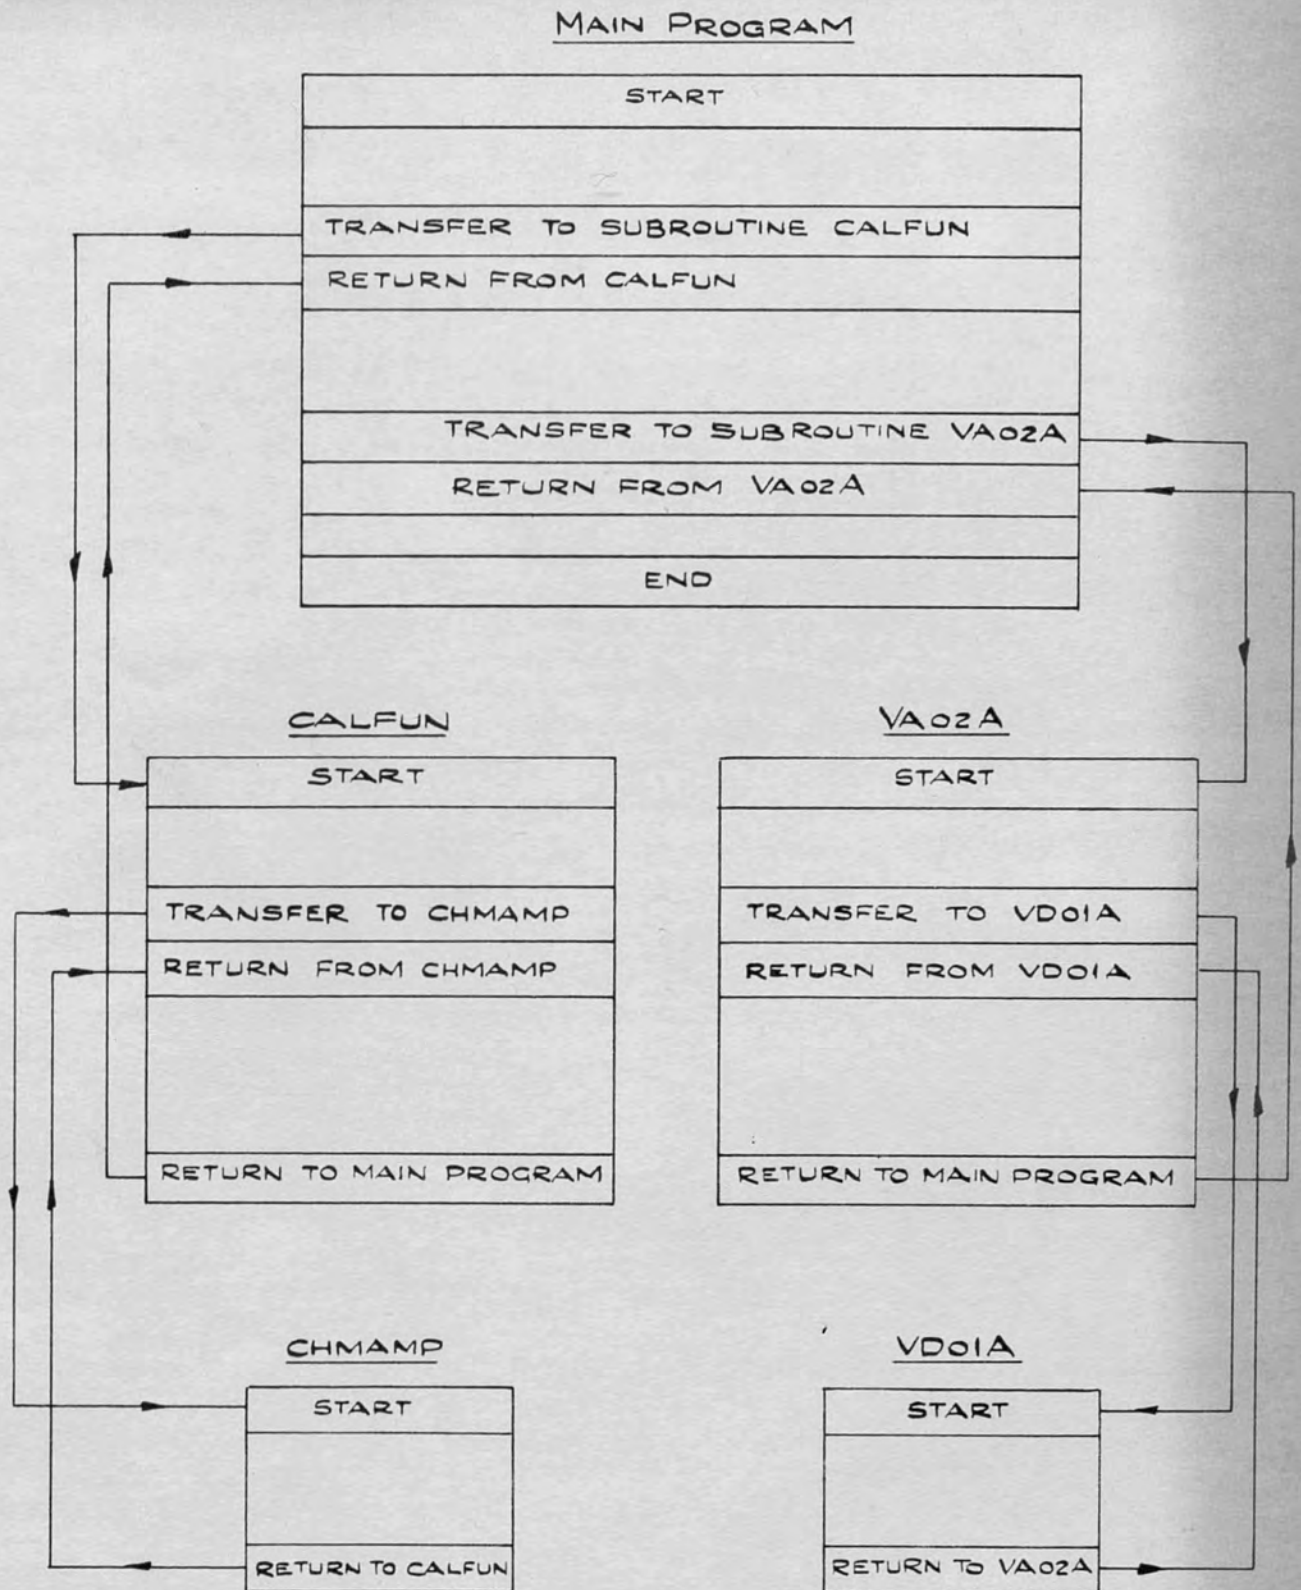 MAIN PROGRAM
START
TRANSFER TO SUBROUTINE CALFUN
RETURN FROM CALFUN
TRANSFER TO SUBROUTINE VA02A
RETURN FROM VA02A
END
CALFUN
START
TRANSFER TO CHMAMP
RETURN FROM CHMAMP
RETURN TO MAIN PROGRAM
VA02A
START
TRANSFER TO VD01A
RETURN FROM VD01A
RETURN TO MAIN PROGRAM
CHMAMP
START
RETURN TO CALFUN
VD01A
START
RETURN TO VA02A